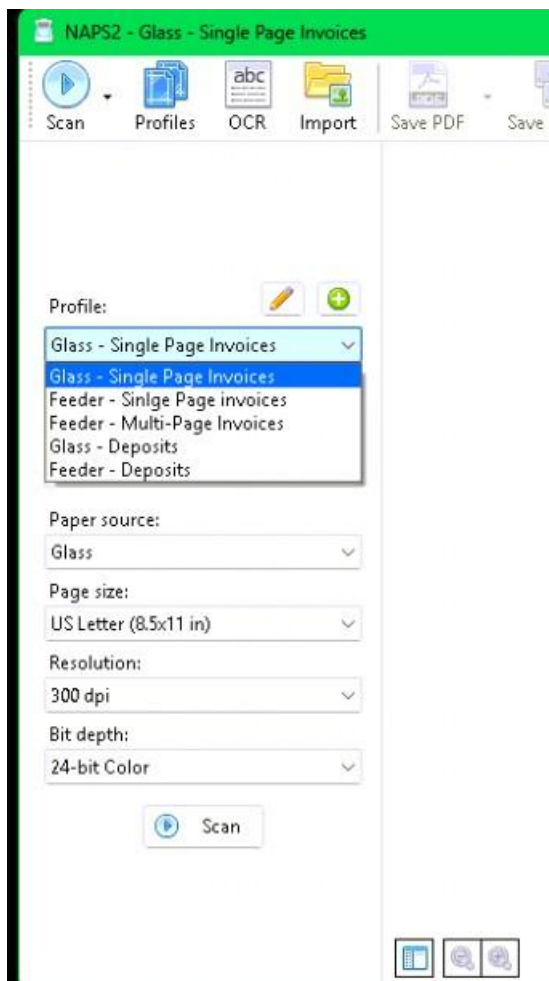 NAPS2 - Glass - Single Page Invoices
abc
Scan Profiles OCR Import Save PDF Save
Profile:
Glass - Single Page Invoices
Glass - Single Page Invoices
Feeder - Sinlge Page invoices
Feeder - Multi-Page Invoices
Glass - Deposits
Feeder - Deposits
Paper source:
Glass
Page size:
US Letter (8.5x11 in)
Resolution:
300 dpi
Bit depth:
24-bit Color
Scan